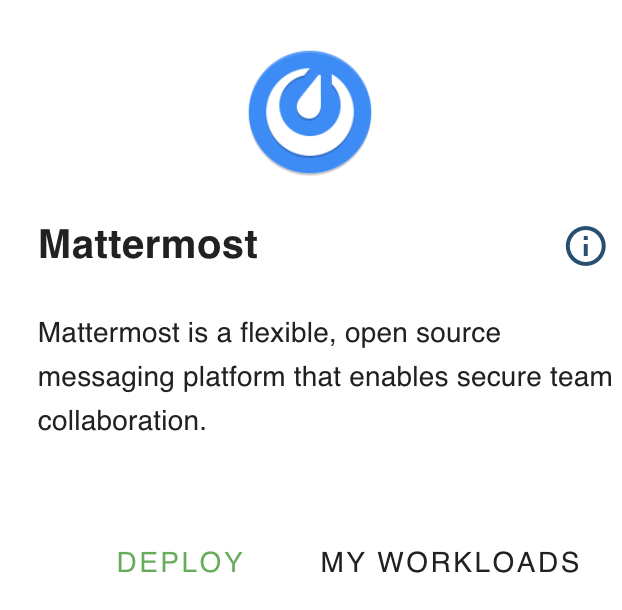 Mattermost
Mattermost is a flexible, open source
messaging platform that enables secure team
collaboration.
DEPLOY MY WORKLOADS